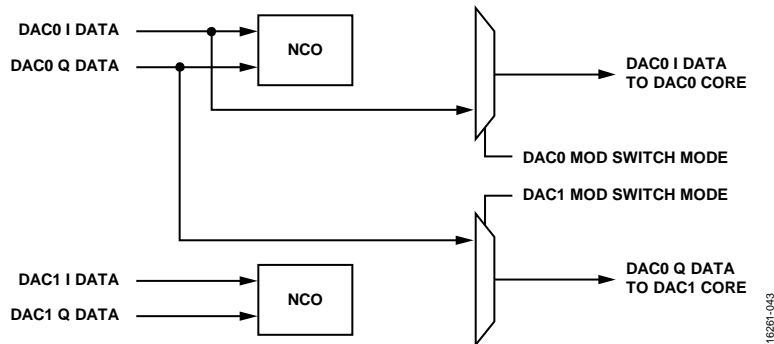 DAC0 I DATA
DAC0 Q DATA
NCO
DAC0 I DATA
TO DAC0 CORE
DAC0 MOD SWITCH MODE
DAC1 MOD SWITCH MODE
DAC1 I DATA
DAC1 Q DATA
NCO
DAC0 Q DATA
TO DAC1 CORE
16261-043